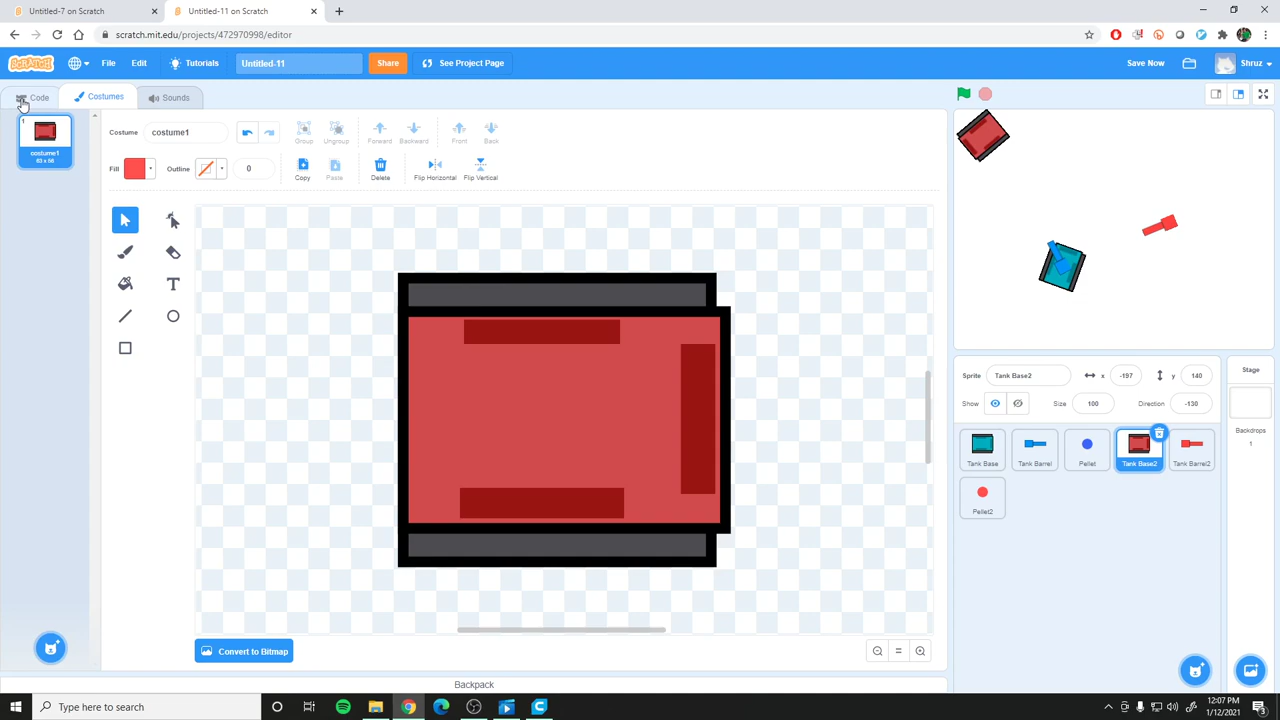 Untitled-7 on Scratch
Untitled-11 on Scratch
scratch.mit.edu/projects/472970998/editor
SCRATCH
File
Edit
Tutorials
Untitled-11
Share
See Project Page
Save Now
Shruz
Code
Costumes
Sounds
1
costume1
63 x 58
Costume
costume1
Group
Ungroup
Forward
Backward
Front
Back
Fill
Outline
0
Copy
Paste
Delete
Flip Horizontal
Flip Vertical
T
Convert to Bitmap
Backpack
Sprite
Tank Base2
x
-197
y
140
Show
Size
100
Direction
-130
Tank Base
Tank Barrel
Pellet
Tank Base2
Tank Barrel2
Pellet2
Stage
Backdrops
1
Type here to search
12:07 PM
1/12/2021